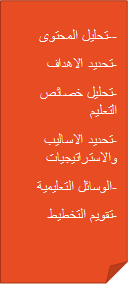 --تحليل المحتوى
-تحديد الاهداف
-تحليل خصائص
التعليم
-تحديد الاساليب
والاستراتيجيات
-الوسائل التعليمية
-تقويم التخطيط